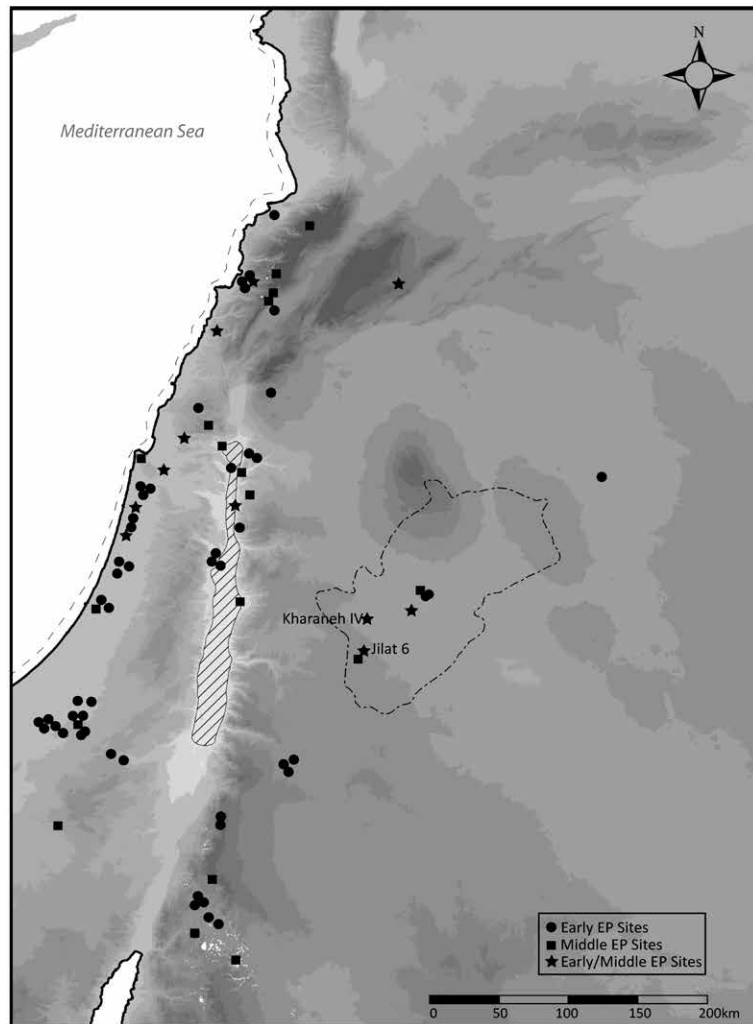 N
Mediterranean Sea
Kharaneh IV
Jilat 6
Early EP Sites
Middle EP Sites
Early/Middle EP Sites
0 50 100 150 200km